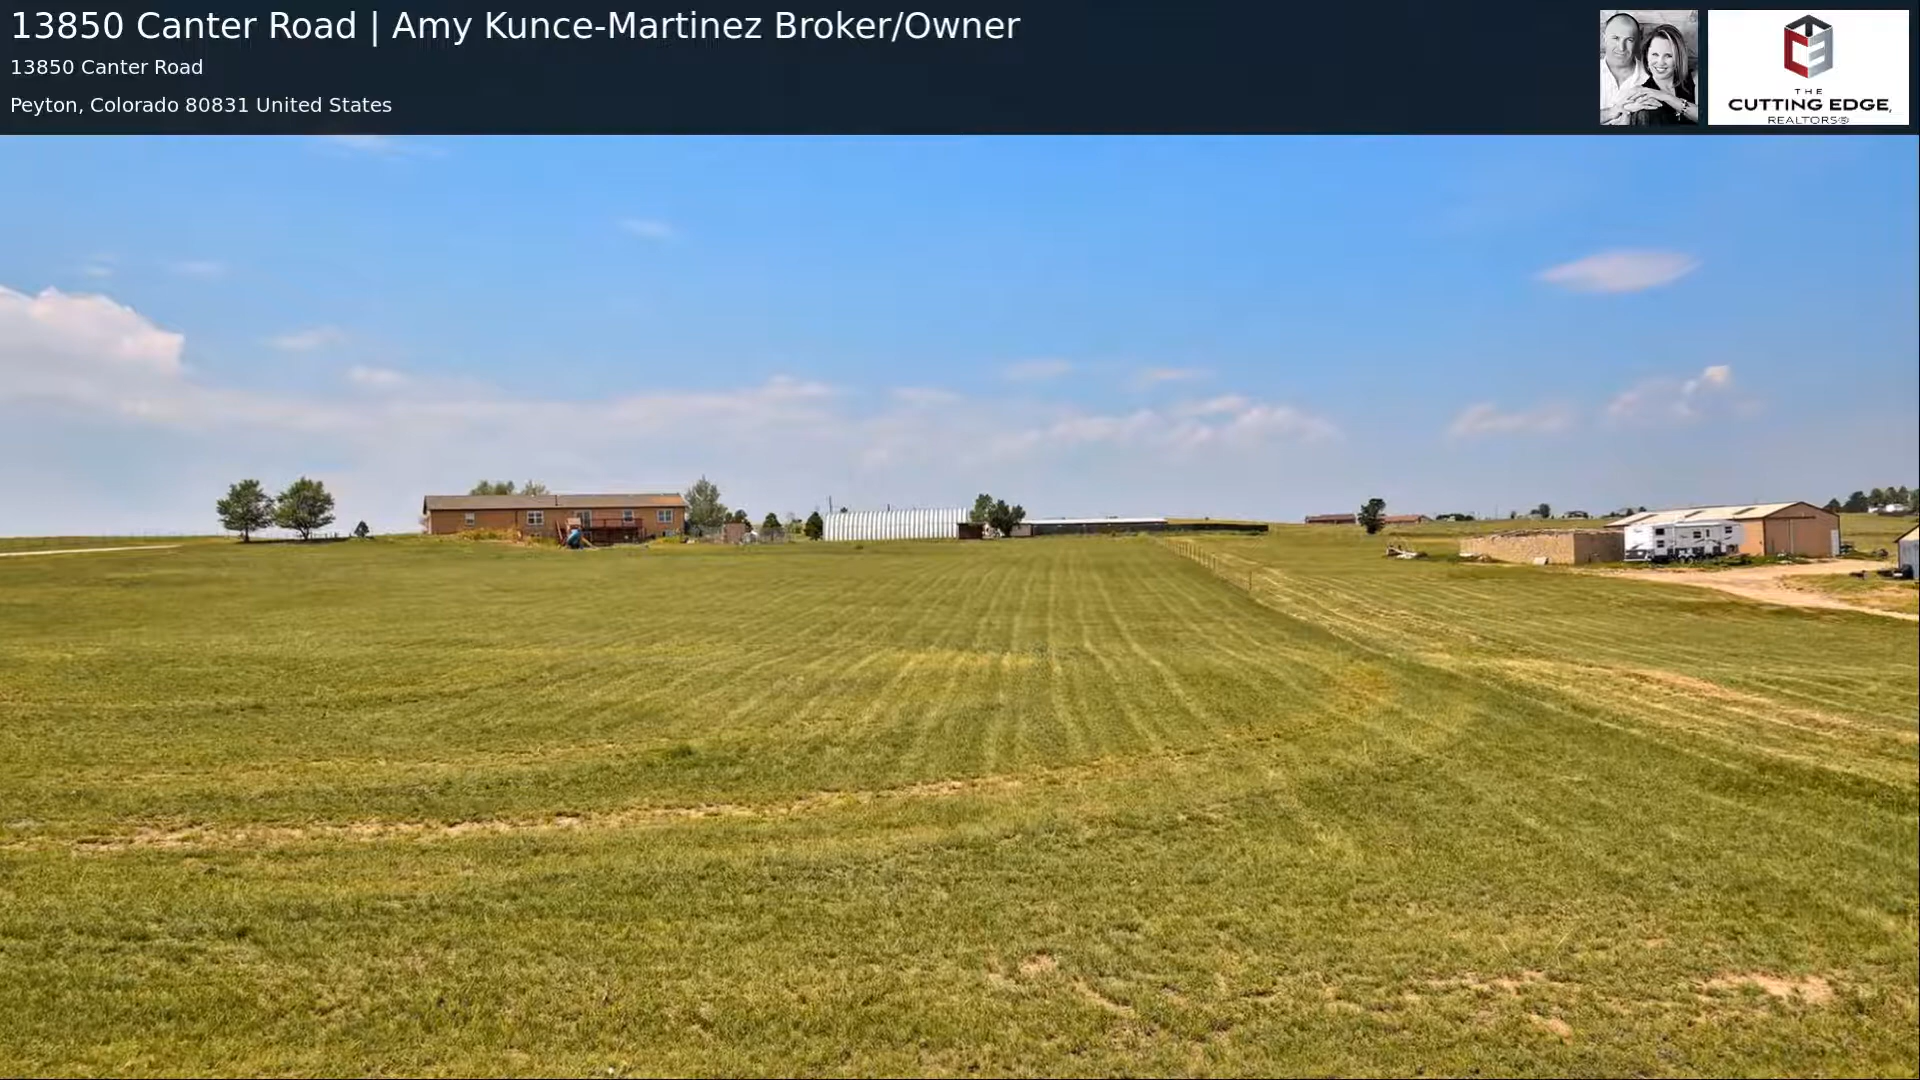 13850 Canter Road | Amy Kunce-Martinez Broker/Owner
13850 Canter Road
Peyton, Colorado 80831 United States
THE
CUTTING EDGE,
REALTORS®